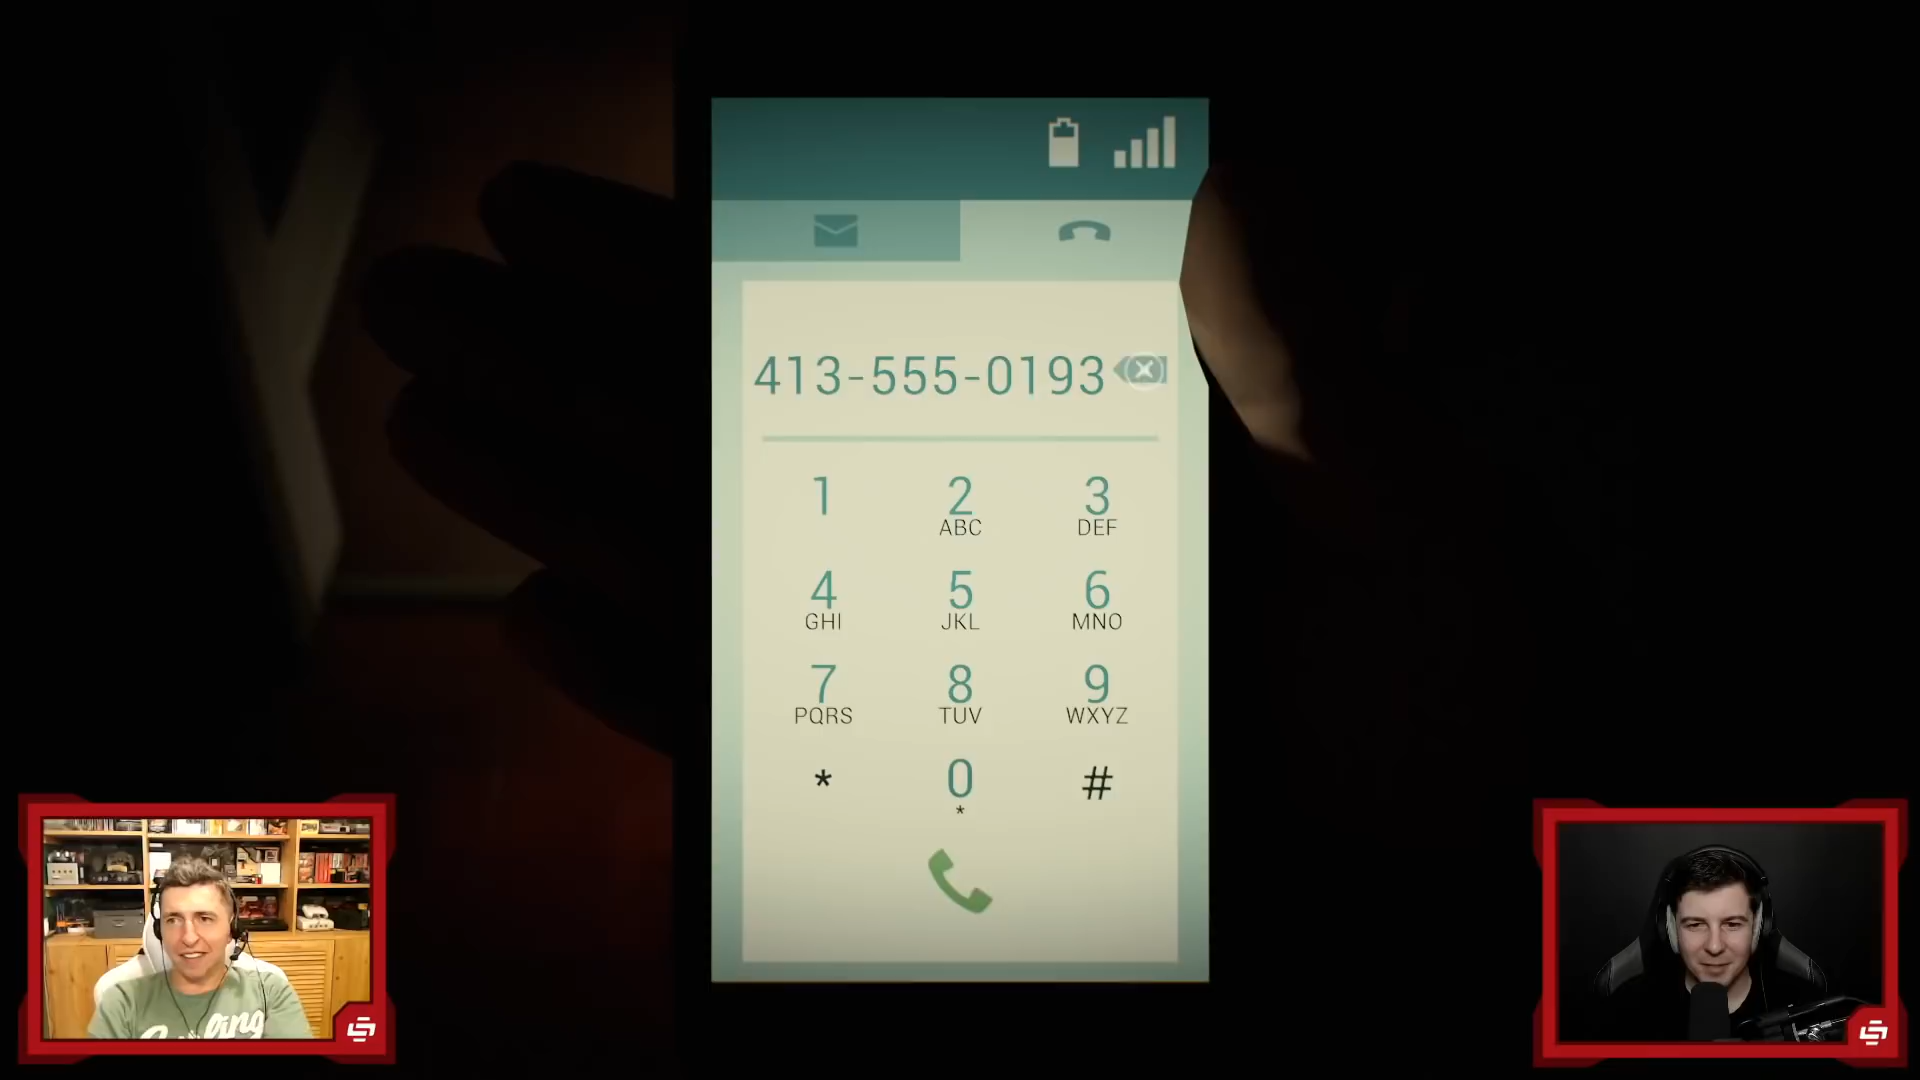 413-555-0193
1 2 3
ABC DEF
4 5 6
GHI JKL MNO
7 8 9
PQRS TUV WXYZ
* 0 #
*